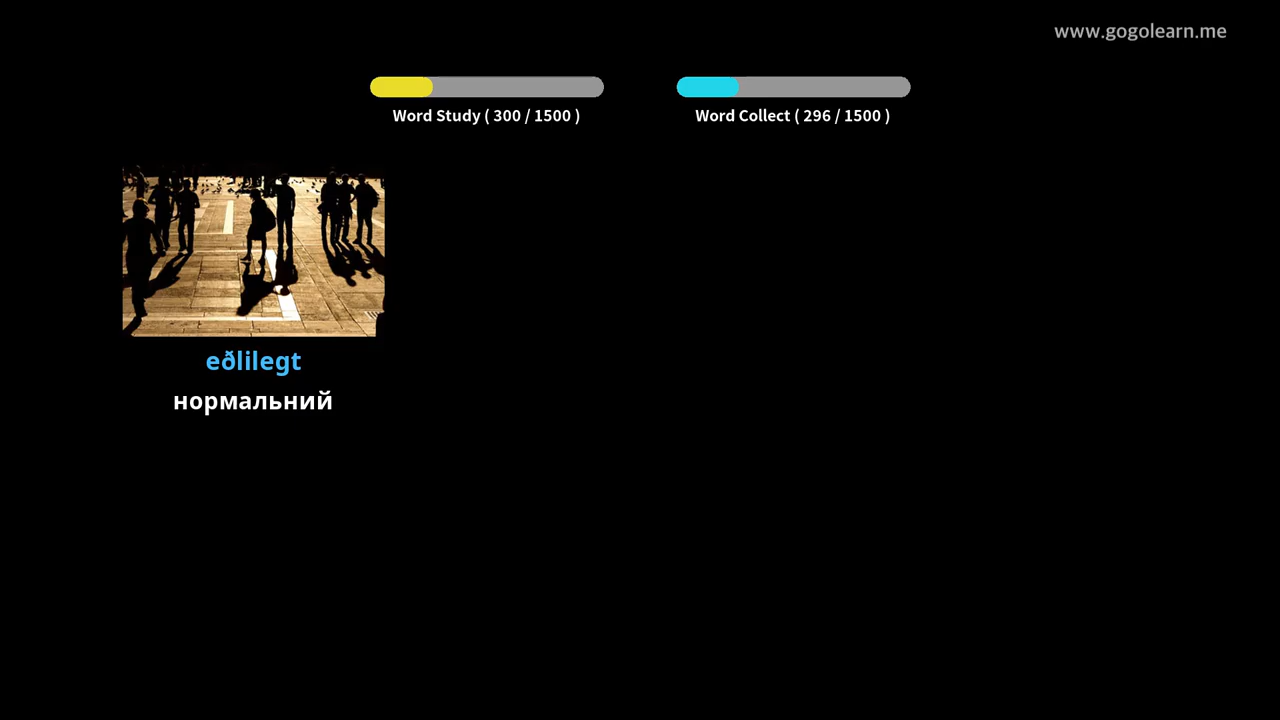 www.gogolearn.me
Word Study ( 300 / 1500 )
Word Collect ( 296 / 1500 )
eðlilegt
нормальний